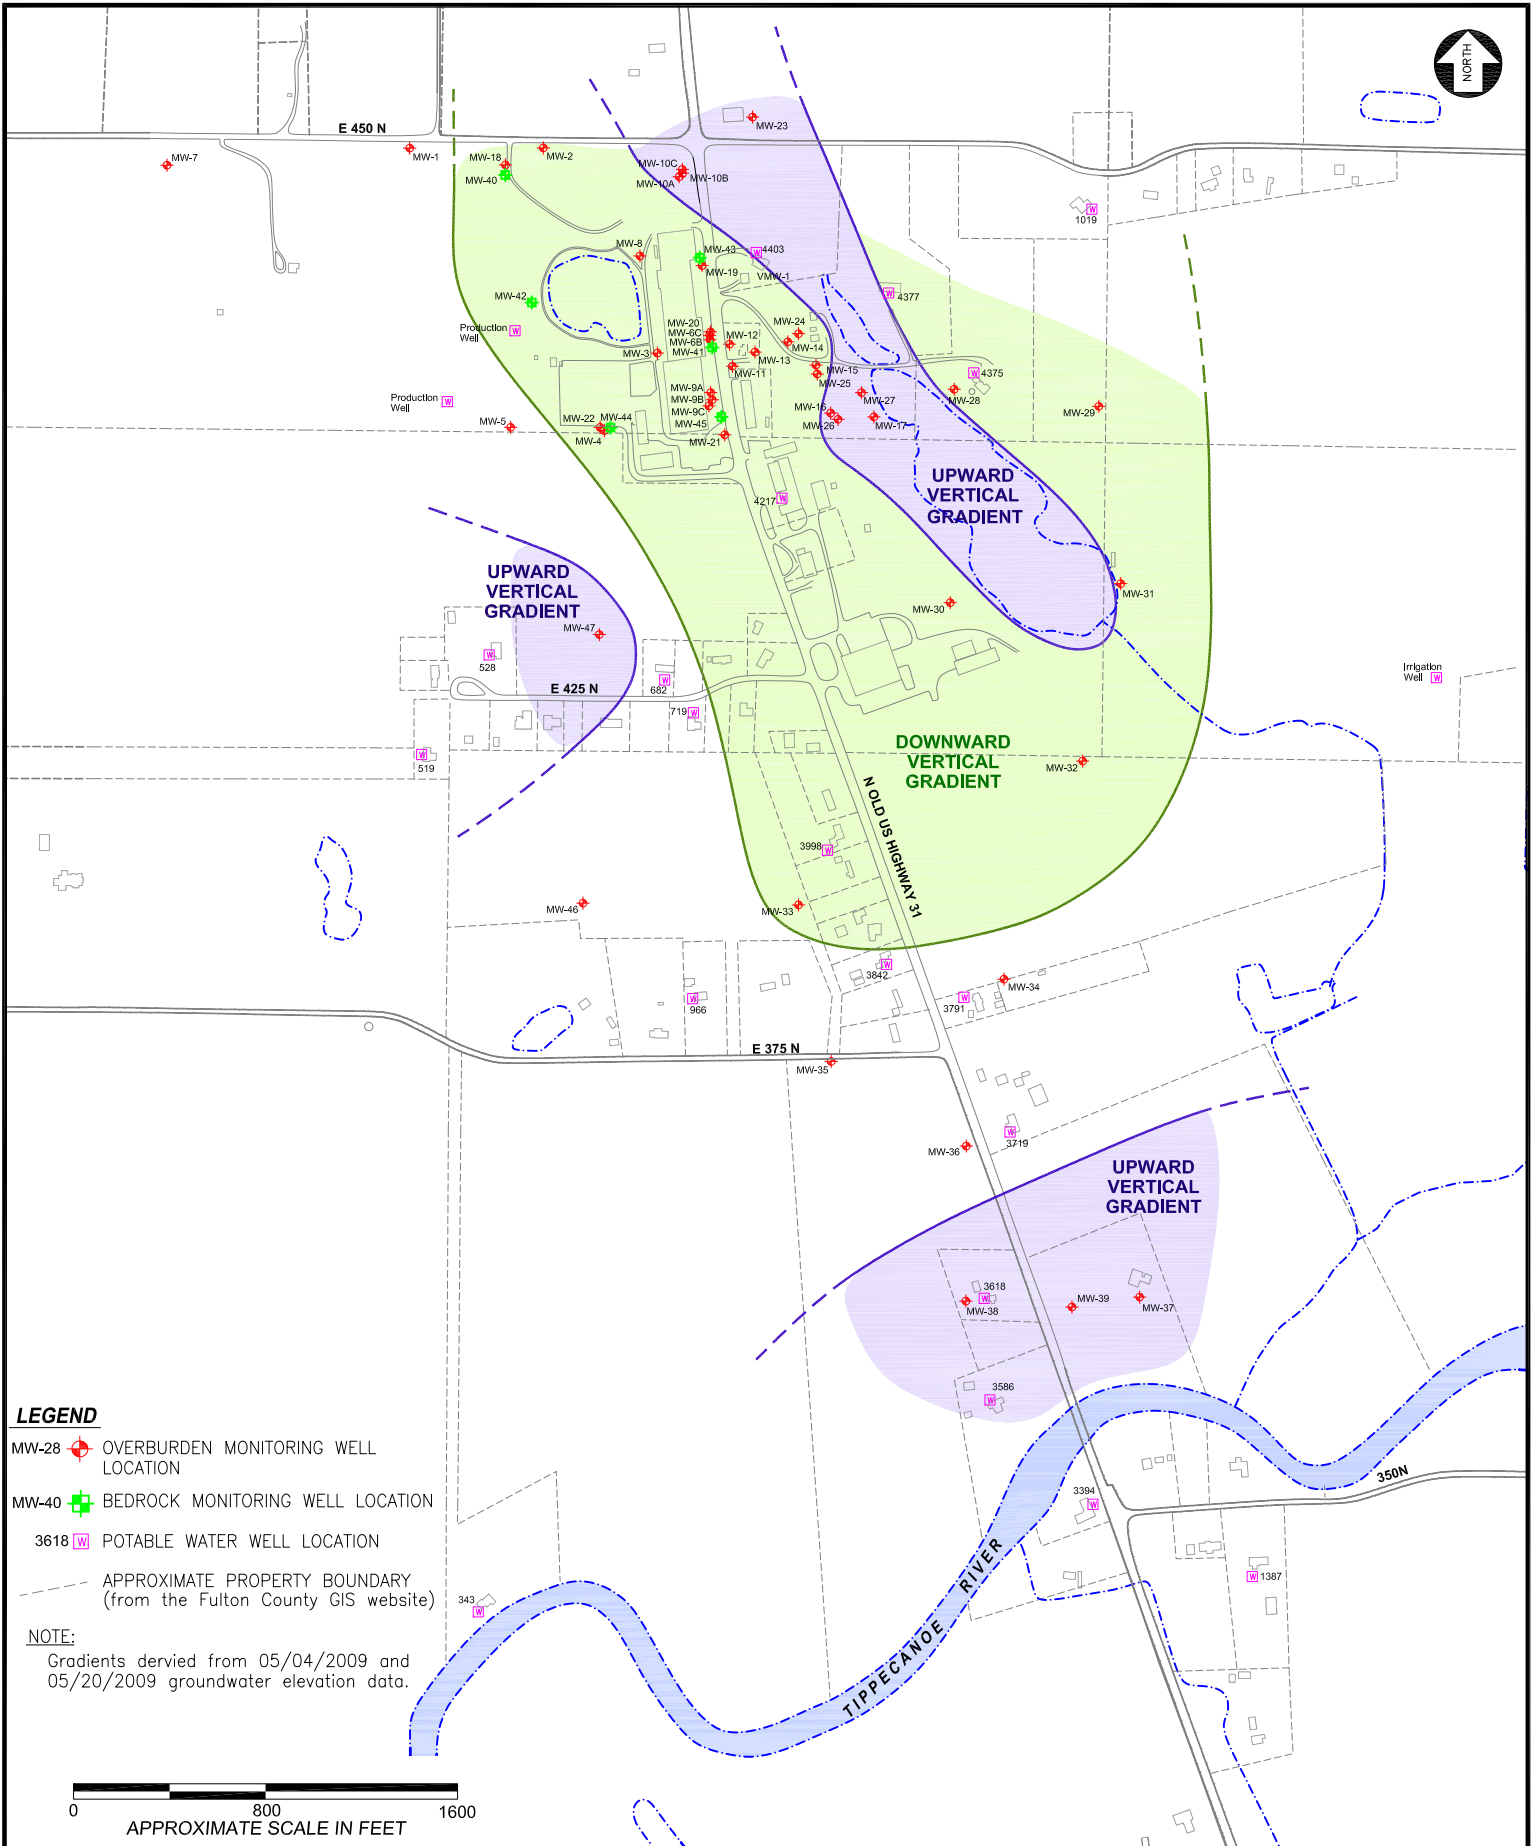 NORTH
E 450 N
MW-23
MW-7
MW-1
MW-18
MW-2
MW-40
MW-10C
MW-10B
MW-10A
1019
MW-8
MW-43
4403
MW-19
VMW-1
MW-42
4377
Production
Well
MW-20
MW-6C
MW-6B
MW-41
MW-12
MW-24
MW-14
MW-3
MW-13
MW-11
MW-15
MW-25
4375
Production
Well
MW-9A
MW-9B
MW-9C
MW-45
MW-27
MW-28
MW-16
MW-26
MW-17
MW-29
MW-5
MW-22
MW-44
MW-4
MW-21
4217
UPWARD
VERTICAL
GRADIENT
UPWARD
VERTICAL
GRADIENT
MW-31
MW-30
MW-47
528
682
E 425 N
719
519
Irrigation
Well
DOWNWARD
VERTICAL
GRADIENT
MW-32
N OLD US HIGHWAY 31
3998
MW-46
MW-33
3842
MW-34
3791
966
E 375 N
MW-35
3719
MW-36
UPWARD
VERTICAL
GRADIENT
3618
MW-38
MW-39
MW-37
3586
350N
3394
1387
343
TIPPECANOE RIVER
LEGEND
MW-28 OVERBURDEN MONITORING WELL
LOCATION
MW-40 BEDROCK MONITORING WELL LOCATION
3618 W POTABLE WATER WELL LOCATION
APPROXIMATE PROPERTY BOUNDARY
(from the Fulton County GIS website)
NOTE:
Gradients dervied from 05/04/2009 and
05/20/2009 groundwater elevation data.
0 800 1600
APPROXIMATE SCALE IN FEET